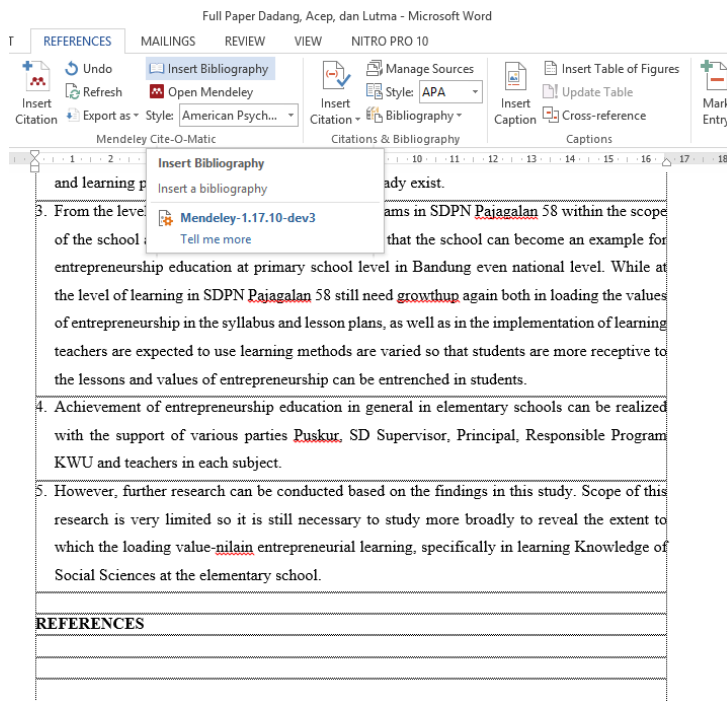 Full Paper Dadang, Acep, dan Lutma - Microsoft Word
T REFERENCES MAILINGS REVIEW VIEW NITRO PRO 10
Insert Citation
Undo
Refresh
Export as
Insert Bibliography
Open Mendeley
Style: American Psych...
Mendeley Cite-O-Matic
Insert Citation
Manage Sources
Style: APA
Bibliography
Citations & Bibliography
Insert Caption
Insert Table of Figures
Update Table
Cross-reference
Captions
Mark Entry
1 2 10 11 12 13 14 15 16 17 18
Insert Bibliography
Insert a bibliography
Mendeley-1.17.10-dev3
Tell me more
and learning p ady exist.
3. From the level ams in SDPN Pajagalan 58 within the scope
of the school a that the school can become an example for
entrepreneurship education at primary school level in Bandung even national level. While at
the level of learning in SDPN Pajagalan 58 still need growthup again both in loading the values
of entrepreneurship in the syllabus and lesson plans, as well as in the implementation of learning
teachers are expected to use learning methods are varied so that students are more receptive to
the lessons and values of entrepreneurship can be entrenched in students.
4. Achievement of entrepreneurship education in general in elementary schools can be realized
with the support of various parties Puskur, SD Supervisor, Principal, Responsible Program
KWU and teachers in each subject.
5. However, further research can be conducted based on the findings in this study. Scope of this
research is very limited so it is still necessary to study more broadly to reveal the extent to
which the loading value-nilain entrepreneurial learning, specifically in learning Knowledge of
Social Sciences at the elementary school.
REFERENCES